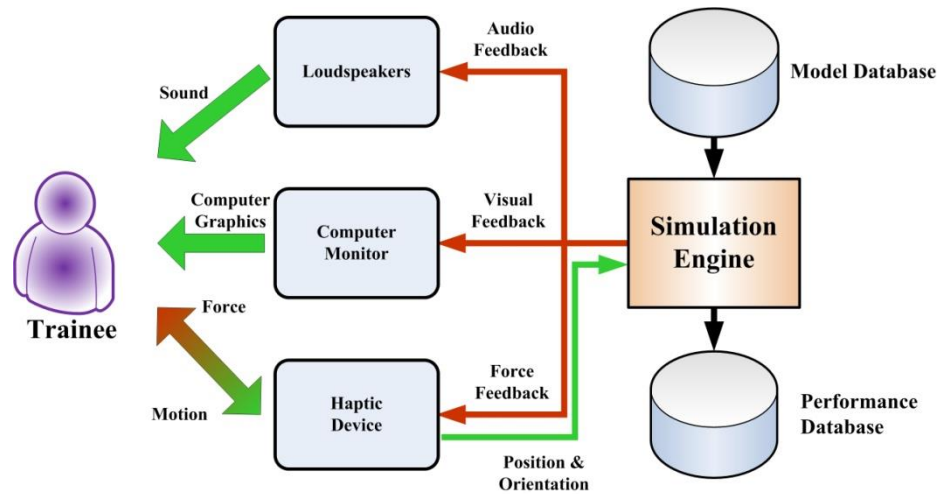 Audio
Feedback
Loudspeakers
Model Database
Sound
Computer
Graphics
Visual
Feedback
Computer
Monitor
Simulation
Engine
Trainee
Force
Force
Feedback
Haptic
Device
Motion
Performance
Database
Position &
Orientation